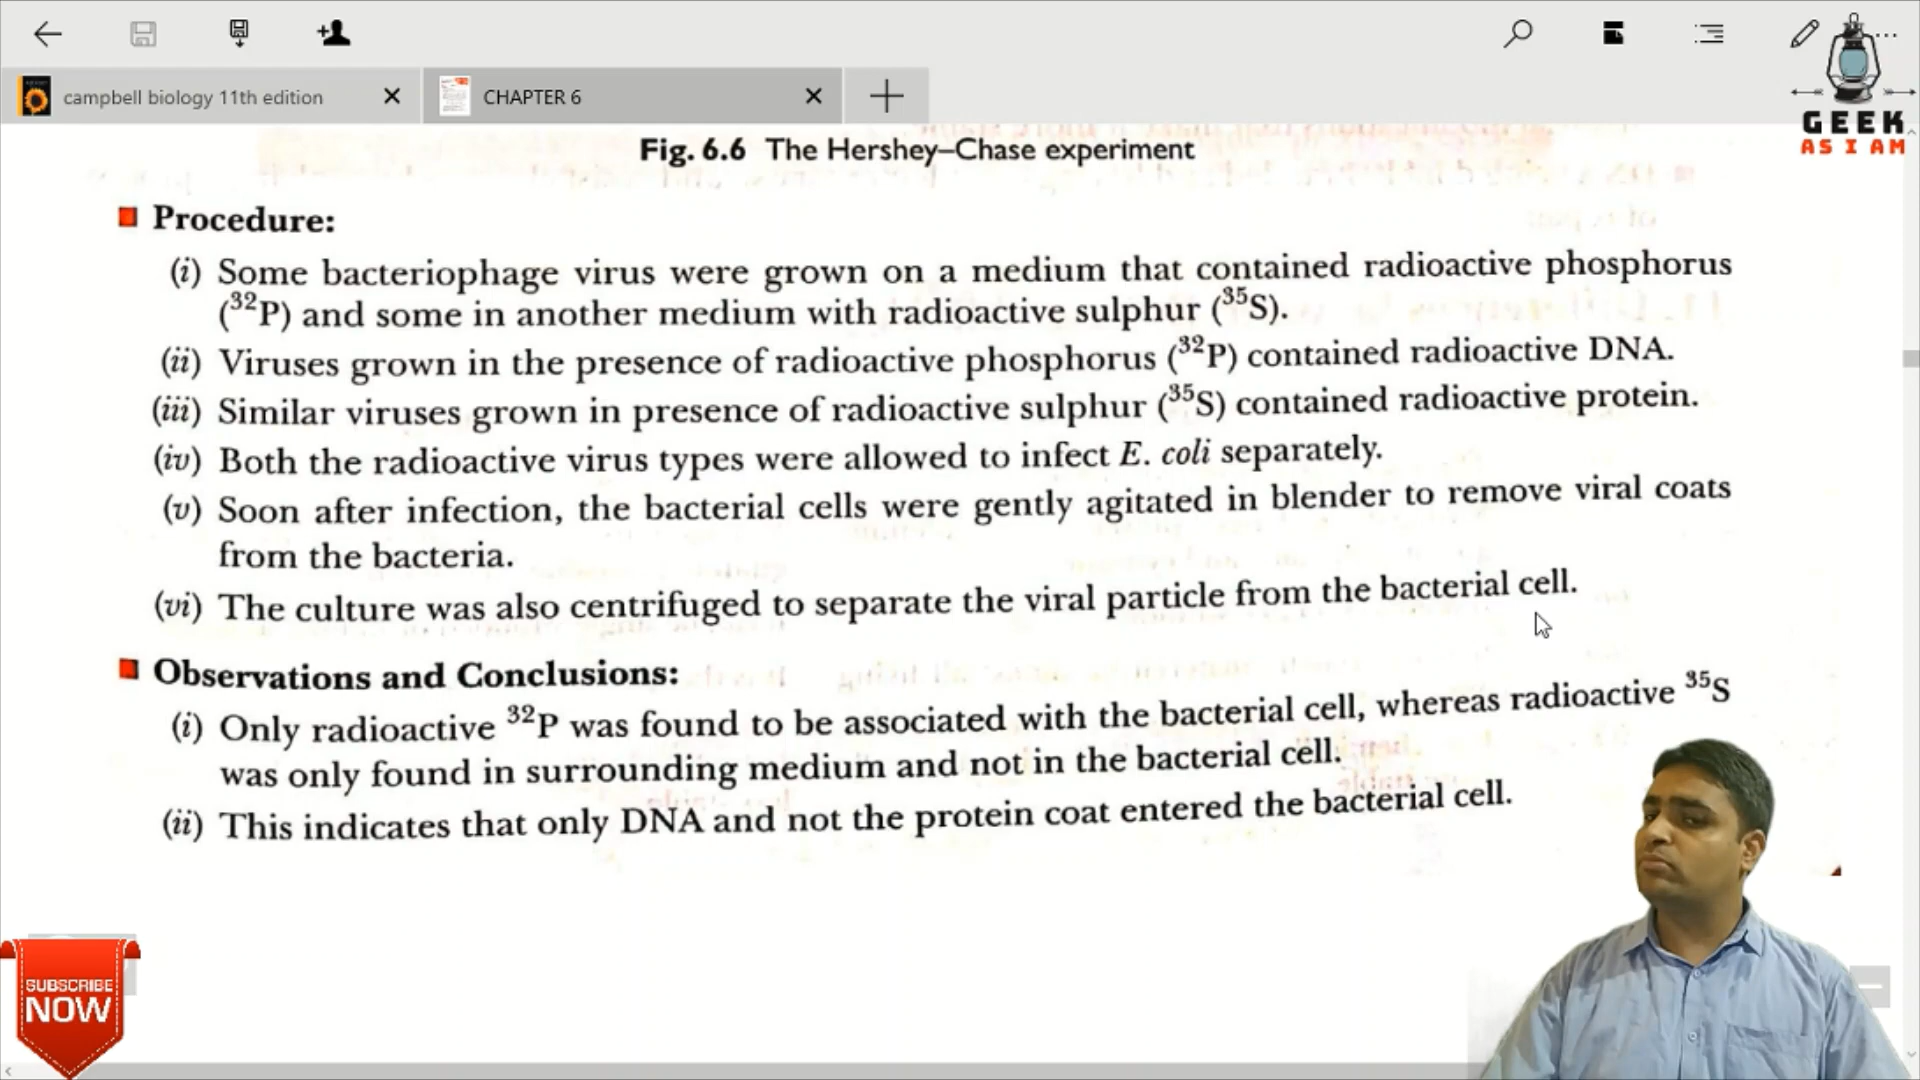 campbell biology 11th edition
CHAPTER 6
GEEK
AS I AM
Fig. 6.6 The Hershey–Chase experiment
Procedure:
(i) Some bacteriophage virus were grown on a medium that contained radioactive phosphorus
(³²P) and some in another medium with radioactive sulphur (³⁵S).
(ii) Viruses grown in the presence of radioactive phosphorus (³²P) contained radioactive DNA.
(iii) Similar viruses grown in presence of radioactive sulphur (³⁵S) contained radioactive protein.
(iv) Both the radioactive virus types were allowed to infect E. coli separately.
(v) Soon after infection, the bacterial cells were gently agitated in blender to remove viral coats
from the bacteria.
(vi) The culture was also centrifuged to separate the viral particle from the bacterial cell.
Observations and Conclusions:
(i) Only radioactive ³²P was found to be associated with the bacterial cell, whereas radioactive ³⁵S
was only found in surrounding medium and not in the bacterial cell.
(ii) This indicates that only DNA and not the protein coat entered the bacterial cell.
SUBSCRIBE
NOW